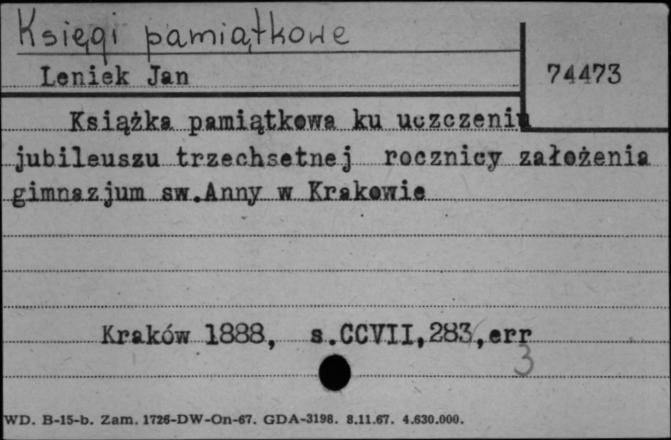 Księgi pamiątkowe
Leniek Jan
74473
Książka pamiątkowa ku uczczeniu
jubileuszu trzechsetnej rocznicy założenia
gimnazjum sw.Anny w Krakowie
Kraków 1888, s.CCVII,283,err
3
WD. B-15-b. Zam. 1726-DW-On-67. GDA-3198. 8.11.67. 4.630.000.